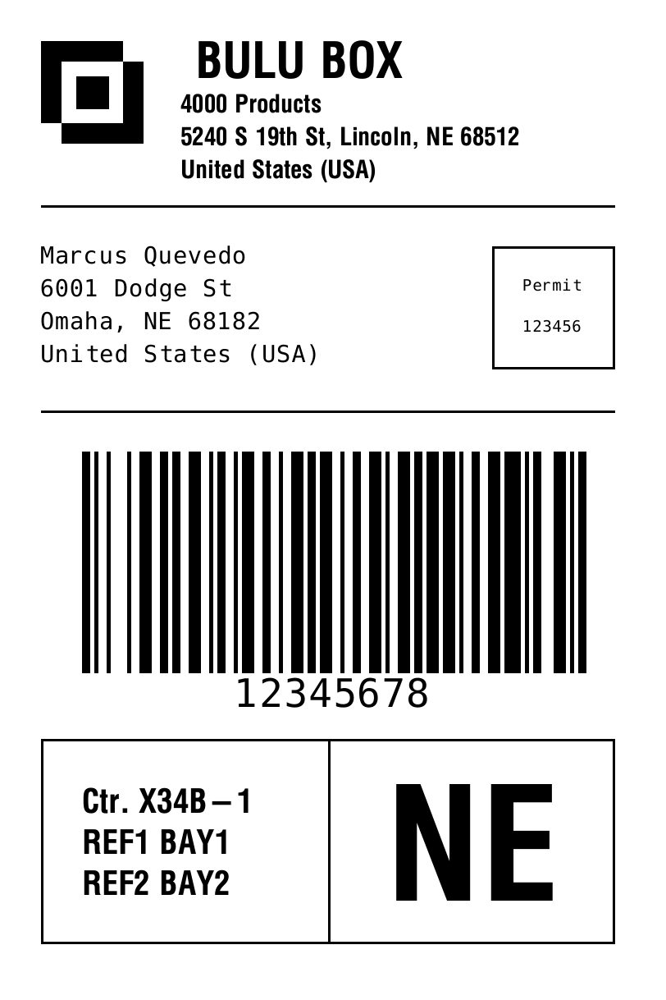 BULU BOX
4000 Products
5240 S 19th St, Lincoln, NE 68512
United States (USA)
Marcus Quevedo
6001 Dodge St
Omaha, NE 68182
United States (USA)
Permit
123456
12345678
Ctr. X34B–1
REF1 BAY1
REF2 BAY2
NE